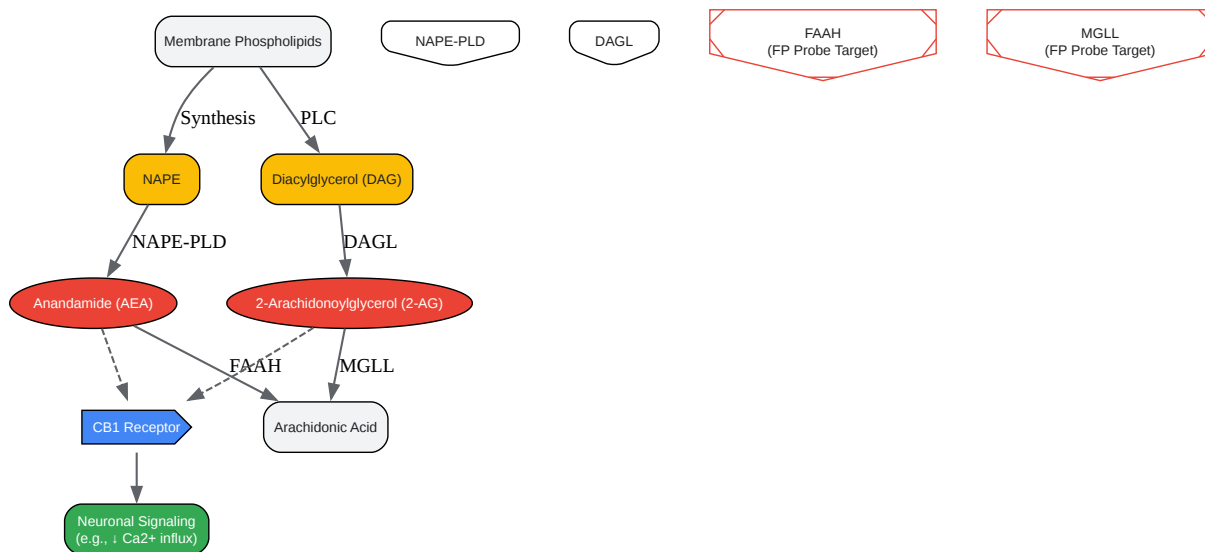 Membrane Phospholipids
NAPE-PLD
DAGL
FAAH
(FP Probe Target)
MGLL
(FP Probe Target)
Synthesis
PLC
NAPE
Diacylglycerol (DAG)
NAPE-PLD
DAGL
Anandamide (AEA)
2-Arachidonoylglycerol (2-AG)
FAAH
MGLL
CB1 Receptor
Arachidonic Acid
Neuronal Signaling
(e.g., ↓ Ca2+ influx)